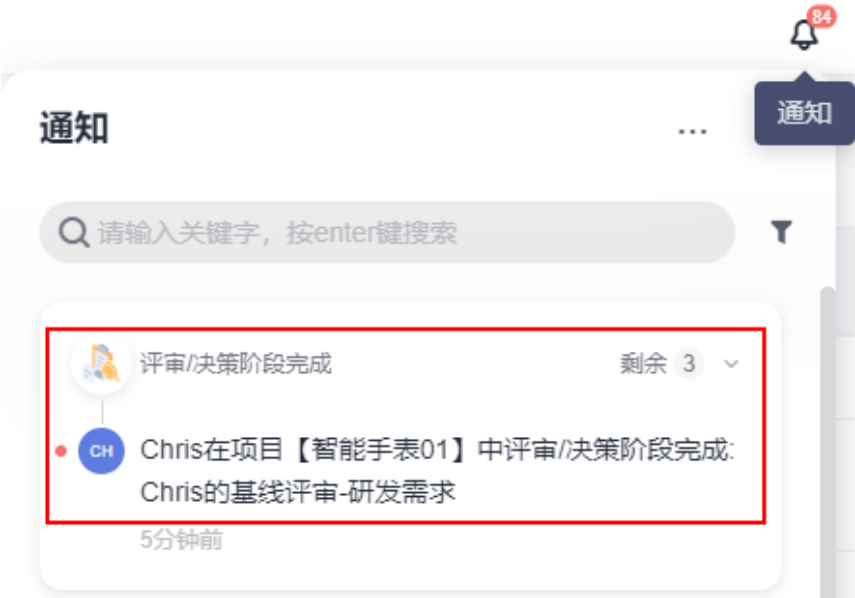 84
通知
通知
...
请输入关键字，按enter键搜索
评审/决策阶段完成 剩余 3
CH
Chris在项目【智能手表01】中评审/决策阶段完成:
Chris的基线评审-研发需求
5分钟前